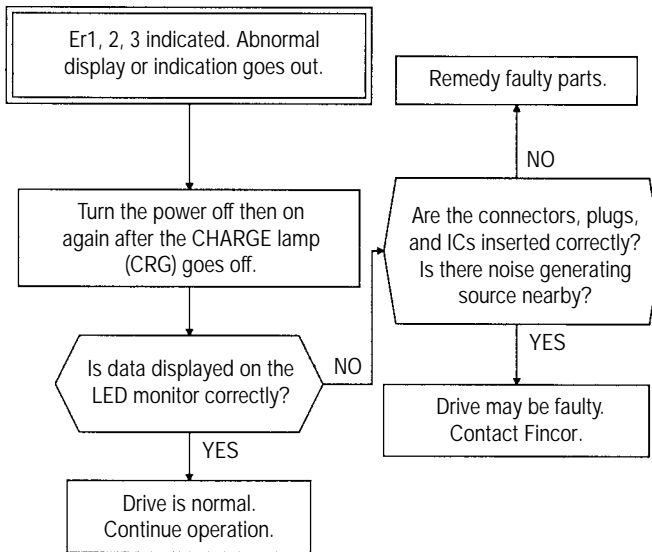 Er1, 2, 3 indicated. Abnormal
display or indication goes out.
Turn the power off then on
again after the CHARGE lamp
(CRG) goes off.
Is data displayed on the
LED monitor correctly?
NO
YES
Drive is normal.
Continue operation.
Remedy faulty parts.
NO
Are the connectors, plugs,
and ICs inserted correctly?
Is there noise generating
source nearby?
YES
Drive may be faulty.
Contact Fincor.